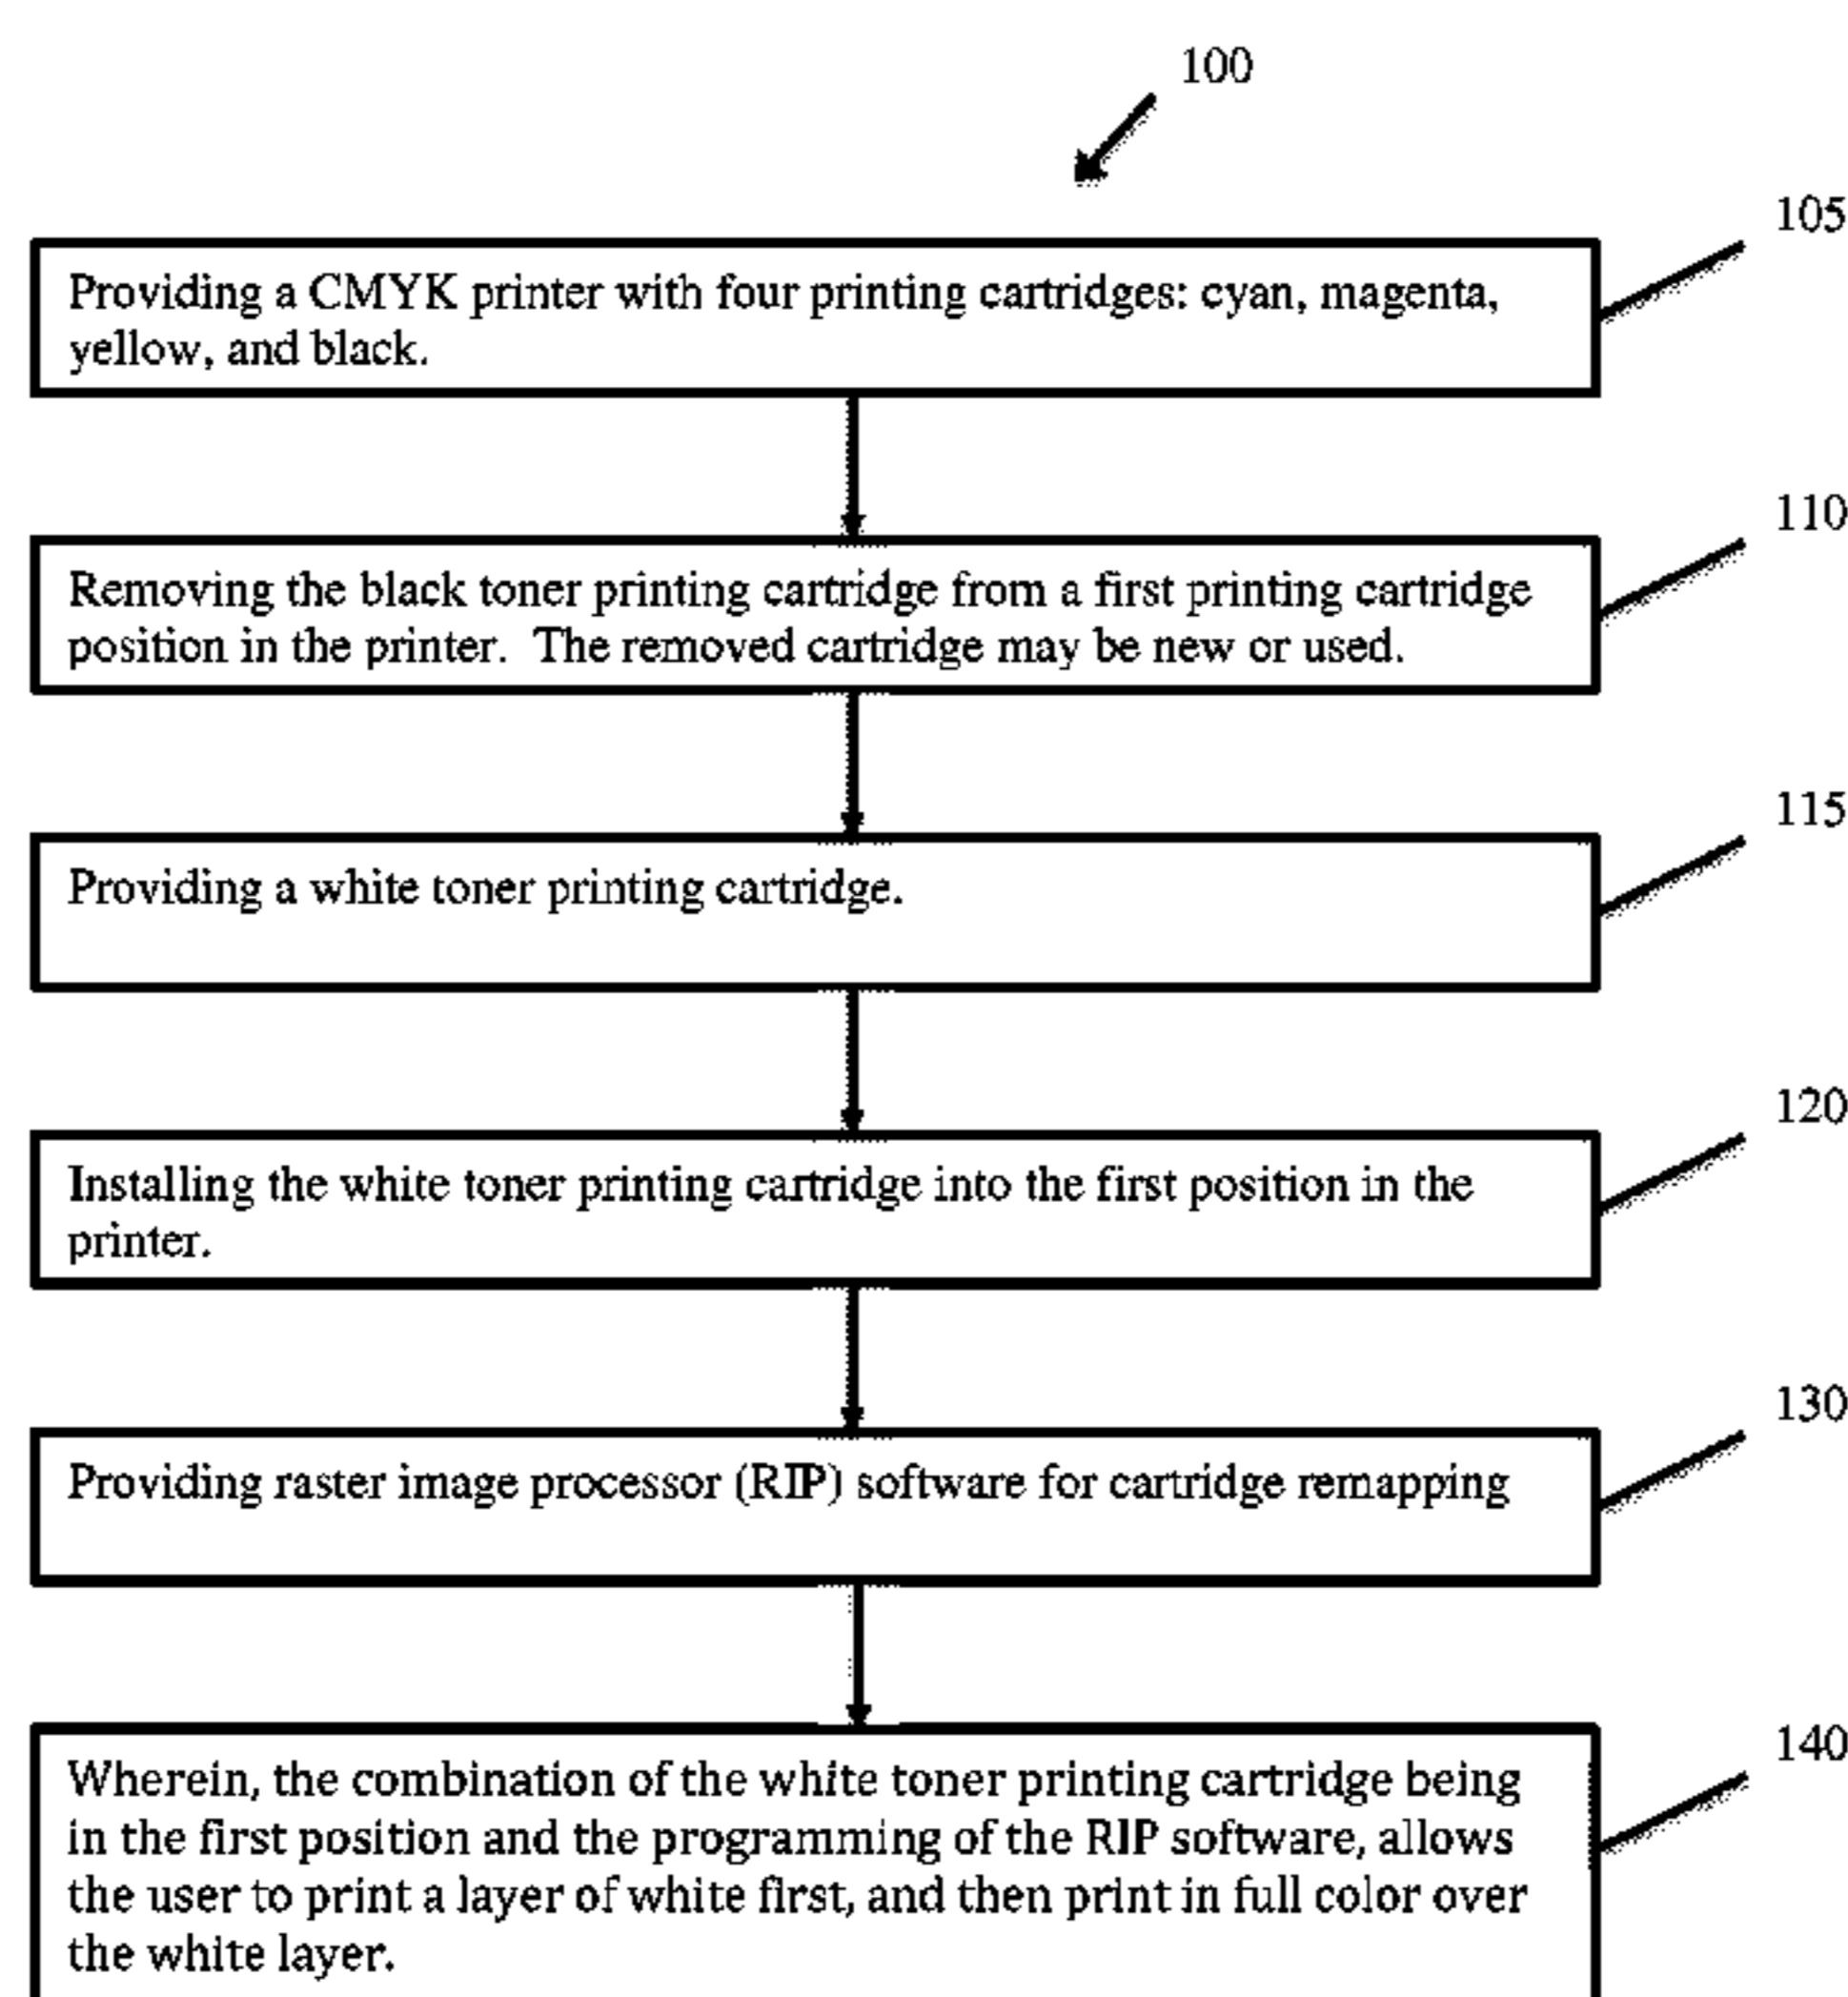 100
105
Providing a CMYK printer with four printing cartridges: cyan, magenta,
yellow, and black.
110
Removing the black toner printing cartridge from a first printing cartridge
position in the printer.  The removed cartridge may be new or used.
115
Providing a white toner printing cartridge.
120
Installing the white toner printing cartridge into the first position in the
printer.
130
Providing raster image processor (RIP) software for cartridge remapping
140
Wherein, the combination of the white toner printing cartridge being
in the first position and the programming of the RIP software, allows
the user to print a layer of white first, and then print in full color over
the white layer.